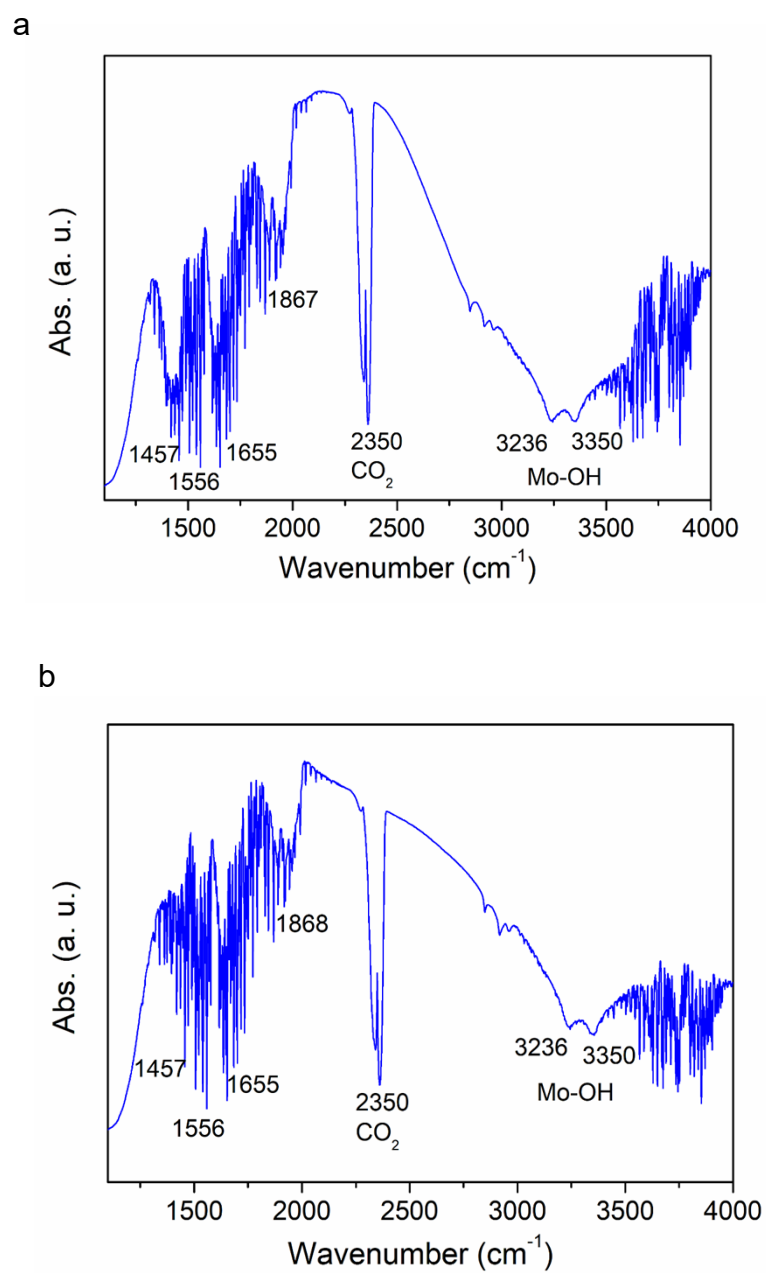 a
Abs. (a. u.)
1867
1457
1655
1556
2350
CO2
3236
3350
Mo-OH
1500 2000 2500 3000 3500 4000
Wavenumber (cm-1)
b
Abs. (a. u.)
1868
1457
1655
1556
2350
CO2
3236
3350
Mo-OH
1500 2000 2500 3000 3500 4000
Wavenumber (cm-1)